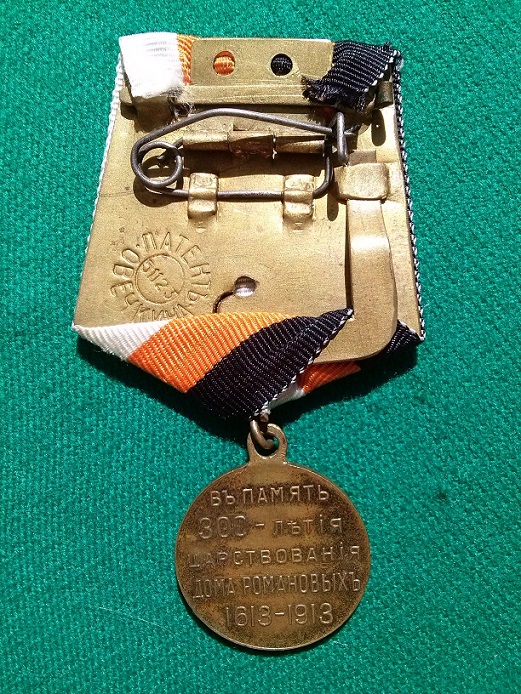 ПАТЕНТЪ
ВЪ ПАМЯТЬ
300-ЛѢТІЯ
ЦАРСТВОВАНІЯ
ДОМА РОМАНОВЫХЪ
1613-1913